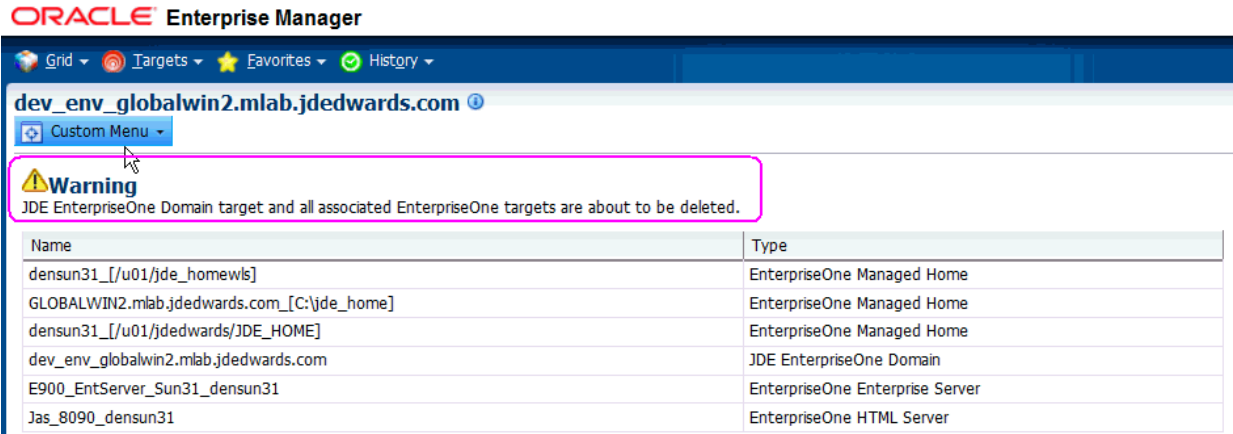 ORACLE Enterprise Manager
Grid Targets Favorites History
dev_env_globalwin2.mlab.jdedwards.com
Custom Menu
Warning
JDE EnterpriseOne Domain target and all associated EnterpriseOne targets are about to be deleted.
Name Type
densun31_[/u01/jde_homewls] EnterpriseOne Managed Home
GLOBALWIN2.mlab.jdedwards.com_[C:\jde_home] EnterpriseOne Managed Home
densun31_[/u01/jdedwards/JDE_HOME] EnterpriseOne Managed Home
dev_env_globalwin2.mlab.jdedwards.com JDE EnterpriseOne Domain
E900_EntServer_Sun31_densun31 EnterpriseOne Enterprise Server
Jas_8090_densun31 EnterpriseOne HTML Server